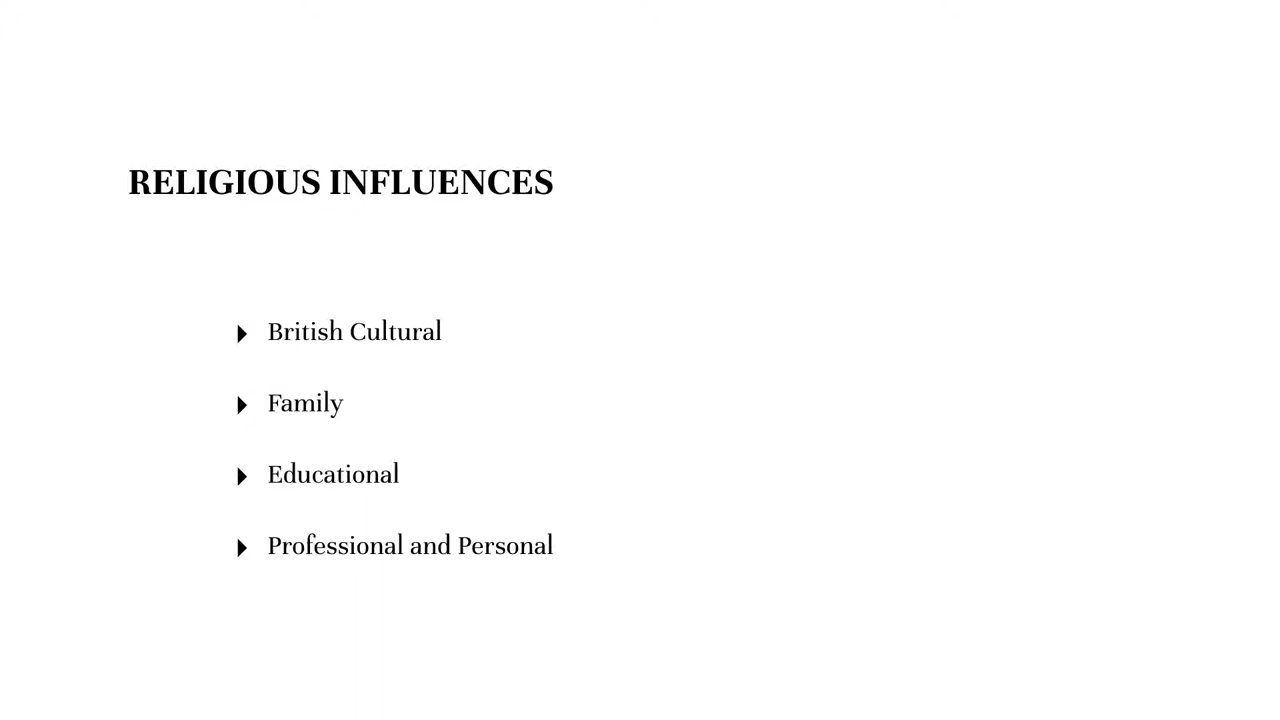 RELIGIOUS INFLUENCES
British Cultural
Family
Educational
Professional and Personal